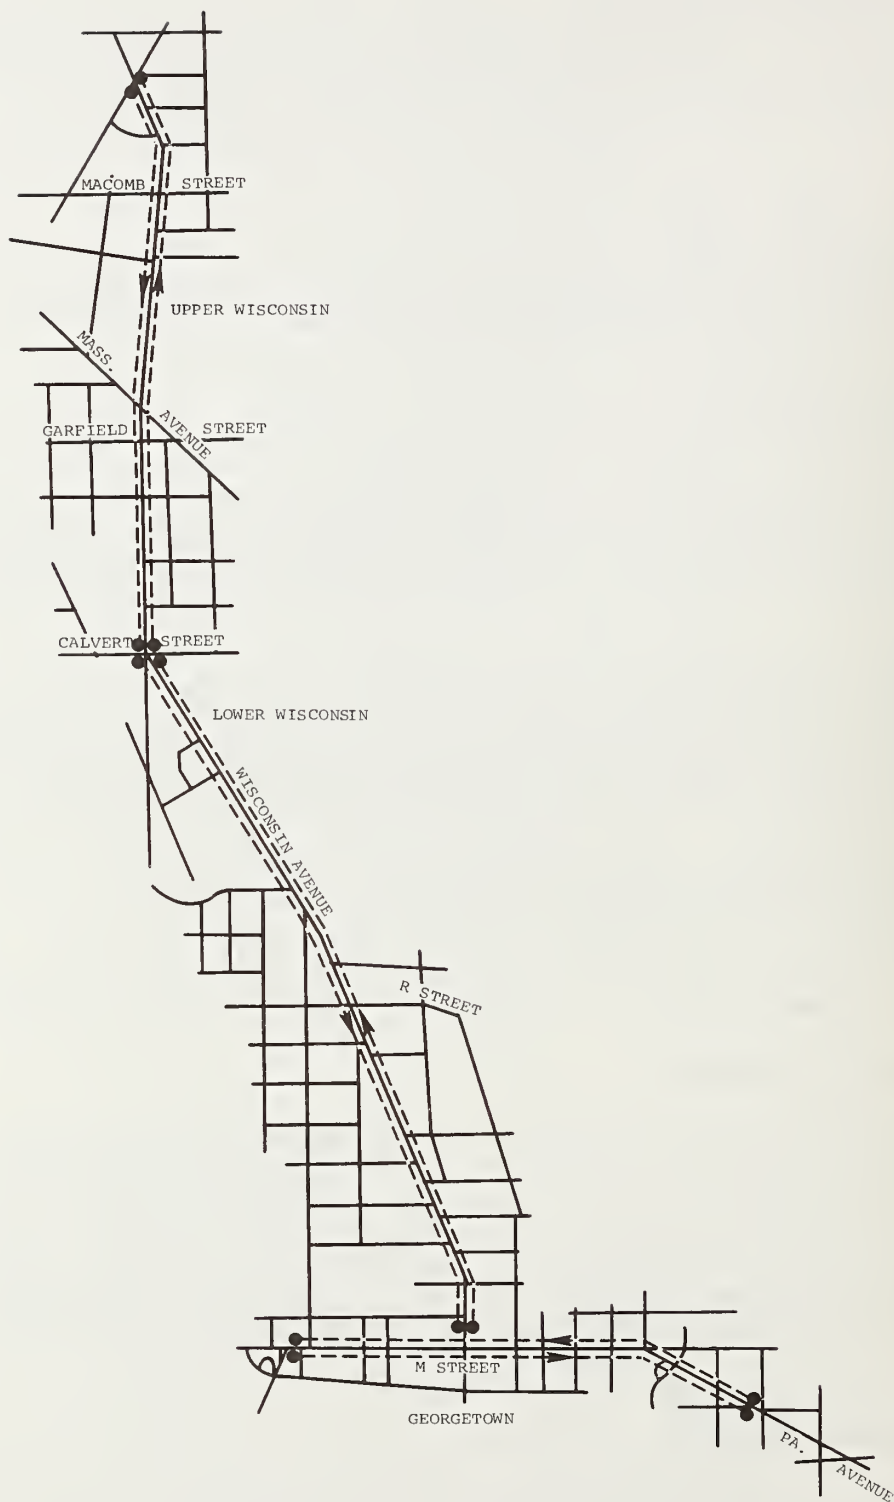 MACOMB STREET
UPPER WISCONSIN
MASS.
AVENUE
GARFIELD STREET
CALVERT STREET
LOWER WISCONSIN
WISCONSIN AVENUE
R STREET
M STREET
GEORGETOWN
PA.
AVENUE